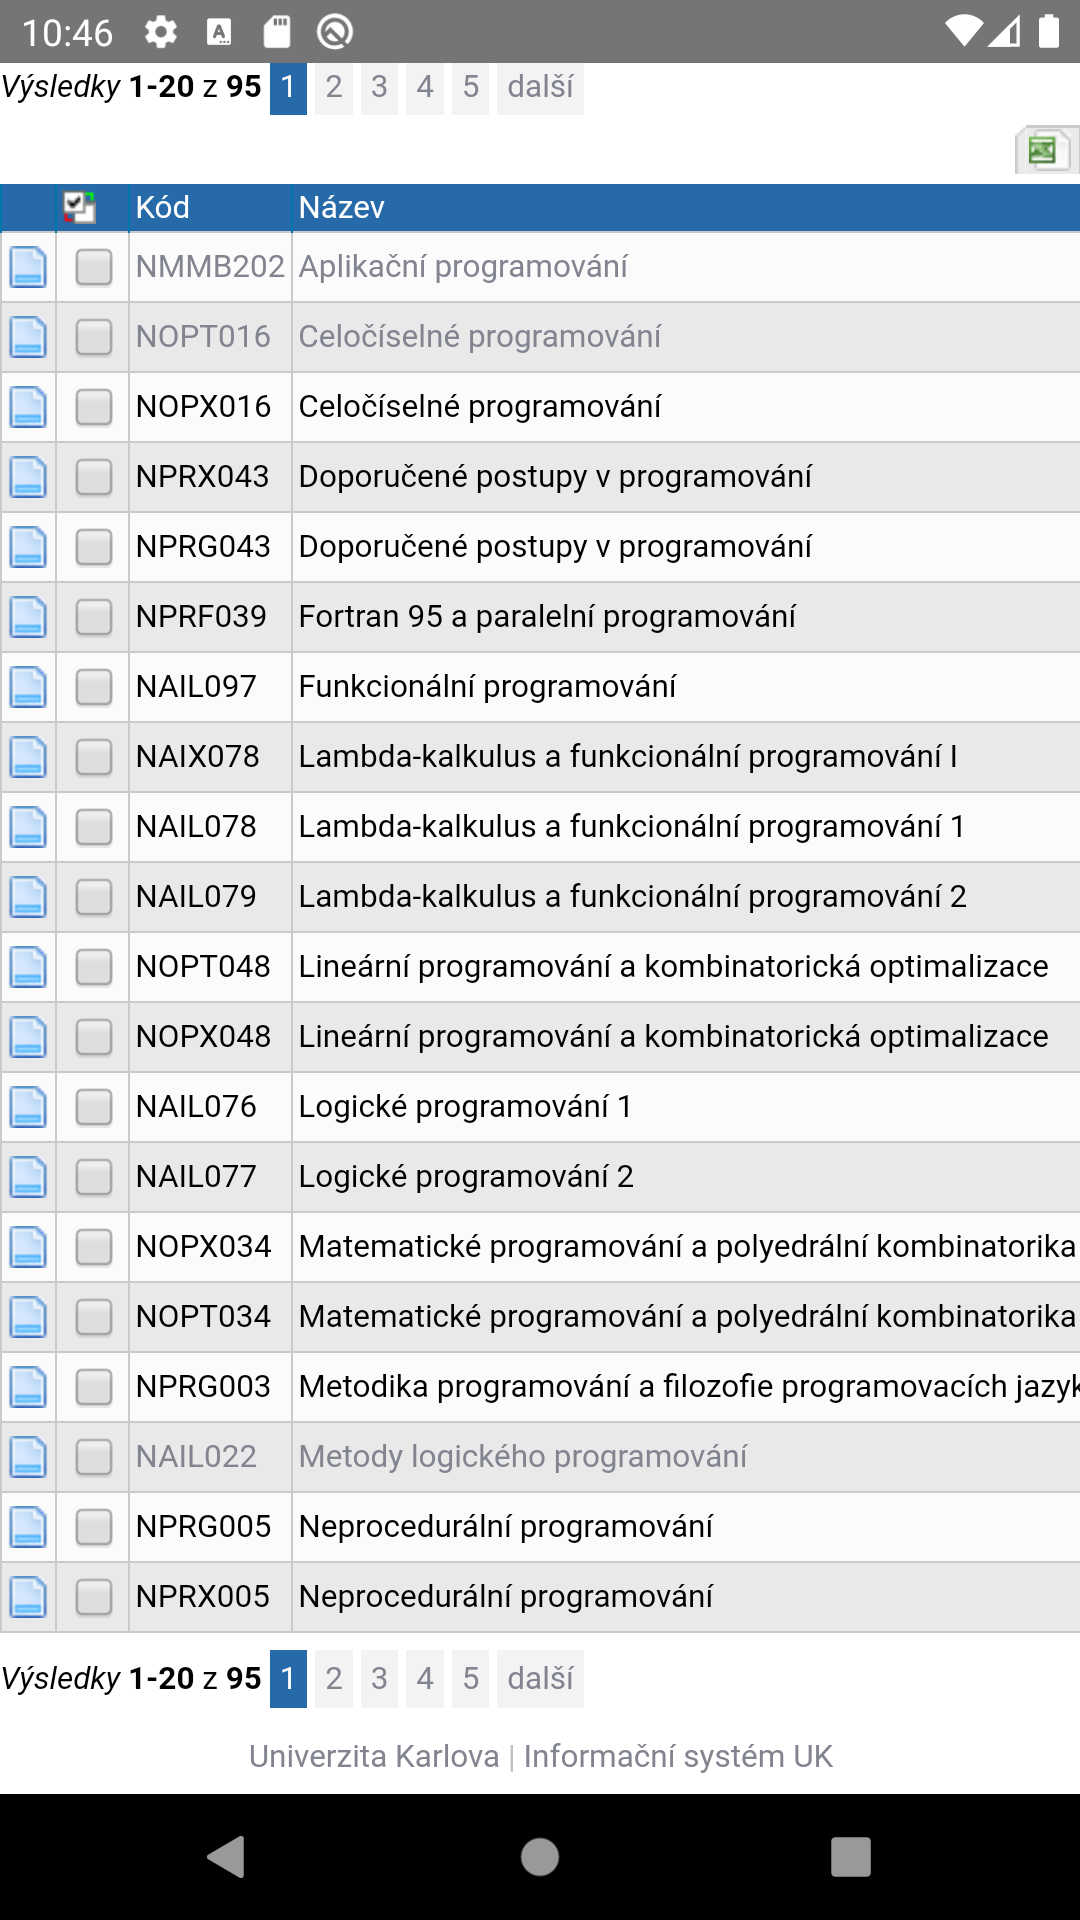 10:46
Výsledky 1-20 z 95 1 2 3 4 5 další
Kód Název
NMMB202 Aplikační programování
NOPT016 Celočíselné programování
NOPX016 Celočíselné programování
NPRX043 Doporučené postupy v programování
NPRG043 Doporučené postupy v programování
NPRF039 Fortran 95 a paralelní programování
NAIL097 Funkcionální programování
NAIX078 Lambda-kalkulus a funkcionální programování I
NAIL078 Lambda-kalkulus a funkcionální programování 1
NAIL079 Lambda-kalkulus a funkcionální programování 2
NOPT048 Lineární programování a kombinatorická optimalizace
NOPX048 Lineární programování a kombinatorická optimalizace
NAIL076 Logické programování 1
NAIL077 Logické programování 2
NOPX034 Matematické programování a polyedrální kombinatorika
NOPT034 Matematické programování a polyedrální kombinatorika
NPRG003 Metodika programování a filozofie programovacích jazyk
NAIL022 Metody logického programování
NPRG005 Neprocedurální programování
NPRX005 Neprocedurální programování
Výsledky 1-20 z 95 1 2 3 4 5 další
Univerzita Karlova | Informační systém UK